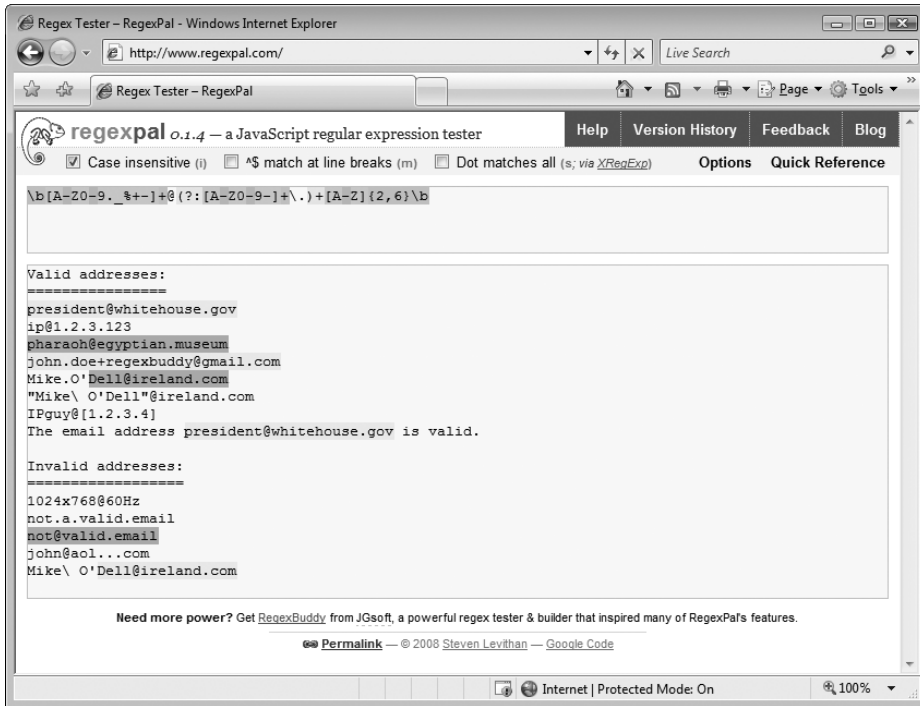 Regex Tester – RegexPal - Windows Internet Explorer
http://www.regexpal.com/
Live Search
Regex Tester – RegexPal
Page
Tools
regexpal 0.1.4 — a JavaScript regular expression tester
Help Version History Feedback Blog
Case insensitive (i) ^$ match at line breaks (m) Dot matches all (s; via XRegExp) Options Quick Reference
\b[A-Z0-9._%+-]+@(?:[A-Z0-9-]+\.)+[A-Z]{2,6}\b
Valid addresses:
================
president@whitehouse.gov
ip@1.2.3.123
pharaoh@egyptian.museum
john.doe+regexbuddy@gmail.com
Mike.O'Dell@ireland.com
"Mike\ O'Dell"@ireland.com
IPguy@[1.2.3.4]
The email address president@whitehouse.gov is valid.
Invalid addresses:
==================
1024x768@60Hz
not.a.valid.email
not@valid.email
john@aol...com
Mike\ O'Dell@ireland.com
Need more power? Get RegexBuddy from JGsoft, a powerful regex tester & builder that inspired many of RegexPal's features.
Permalink — © 2008 Steven Levithan — Google Code
Internet | Protected Mode: On
100%